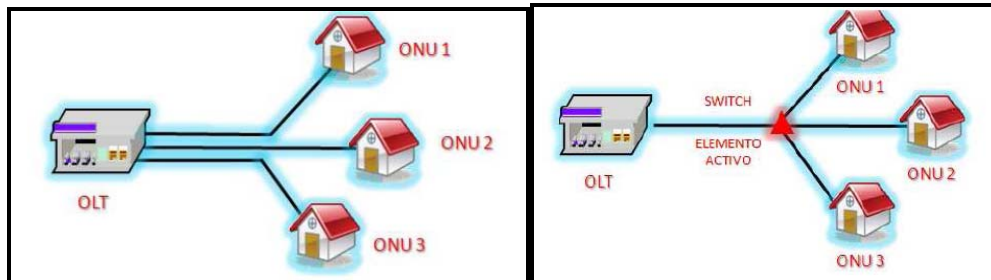 ONU 1
ONU 2
OLT
ONU 3
ONU 1
SWITCH
ELEMENTO
ACTIVO
ONU 2
OLT
ONU 3